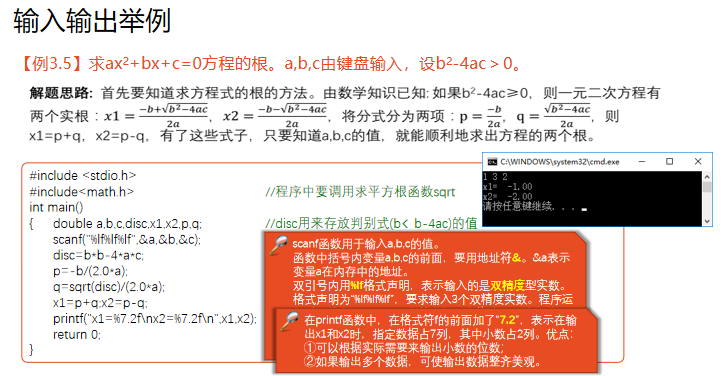 输入输出举例
【例3.5】求ax²+bx+c=0方程的根。a,b,c由键盘输入，设b²-4ac＞0。
解题思路：首先要知道求方程式的根的方法。由数学知识已知：如果b²-4ac≥0，则一元二次方程有
两个实根：x1=(-b+√(b²-4ac))/2a，x2=(-b-√(b²-4ac))/2a，将分式分为两项：p=-b/2a，q=√(b²-4ac)/2a，则
x1=p+q，x2=p-q，有了这些式子，只要知道a,b,c的值，就能顺利地求出方程的两个根。
C:\WINDOWS\system32\cmd.exe
1 3 2
x1=  -1.00
x2=  -2.00
请按任意键继续. . .
#include <stdio.h>
#include<math.h> //程序中要调用求平方根函数sqrt
int main()
{ double a,b,c,disc,x1,x2,p,q; //disc用来存放判别式(b< b-4ac)的值
scanf("%lf%lf%lf",&a,&b,&c);
disc=b*b-4*a*c;
p=-b/(2.0*a);
q=sqrt(disc)/(2.0*a);
x1=p+q;x2=p-q;
printf("x1=%7.2f\nx2=%7.2f\n",x1,x2);
return 0;
}
scanf函数用于输入a,b,c的值。
函数中括号内变量a,b,c的前面，要用地址符&。&a表示
变量a在内存中的地址。
双引号内用%lf格式声明，表示输入的是双精度型实数。
格式声明为"%lf%lf%lf"，要求输入3个双精度实数。程序运
在printf函数中，在格式符f的前面加了"7.2"，表示在输
出x1和x2时，指定数据占7列，其中小数占2列。优点：
①可以根据实际需要来输出小数的位数；
②如果输出多个数据，可使输出数据整齐美观。